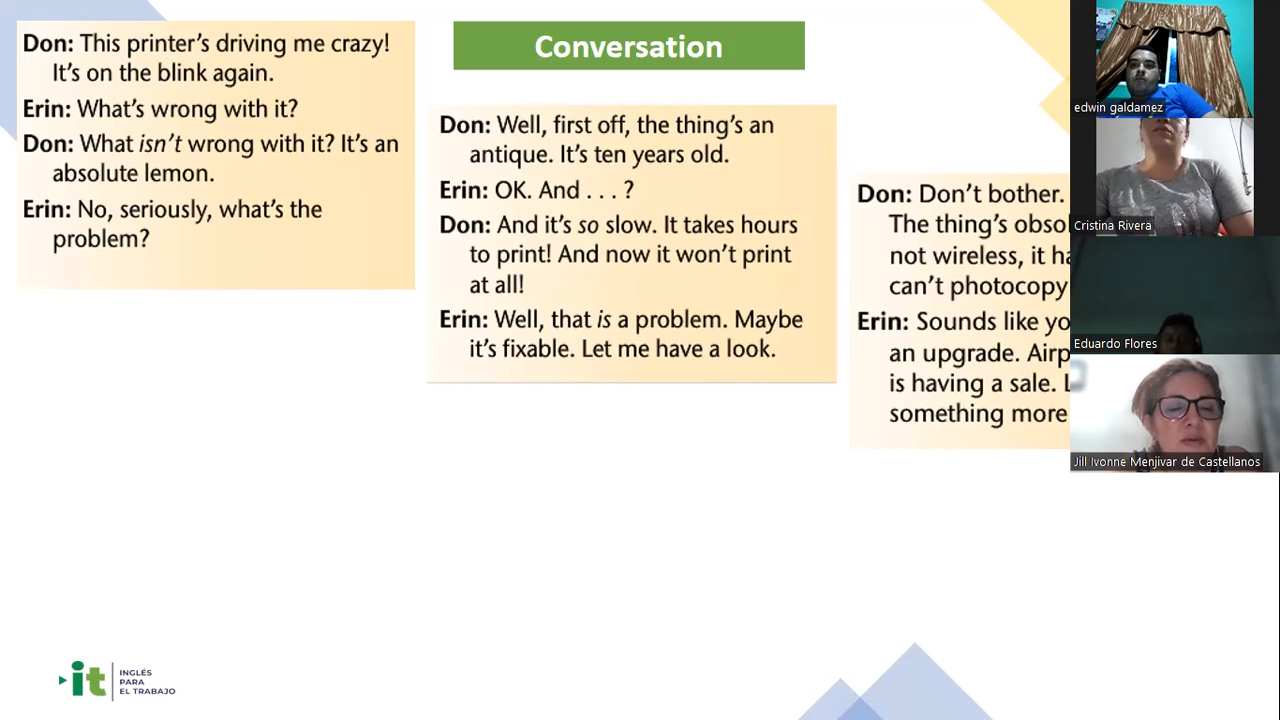 Conversation
Don: This printer's driving me crazy!
It's on the blink again.
Erin: What's wrong with it?
Don: What isn't wrong with it? It's an
absolute lemon.
Erin: No, seriously, what's the
problem?
Don: Well, first off, the thing's an
antique. It's ten years old.
Erin: OK. And . . . ?
Don: And it's so slow. It takes hours
to print! And now it won't print
at all!
Erin: Well, that is a problem. Maybe
it's fixable. Let me have a look.
Don: Don't bother.
The thing's
not wireless, it
can't photocopy
Erin: Sounds like
an upgrade.
is having a sale.
something more
edwin galdamez
Cristina Rivera
Eduardo Flores
Jill Ivonne Menjivar de Castellanos
it
INGLÉS
PARA
EL TRABAJO